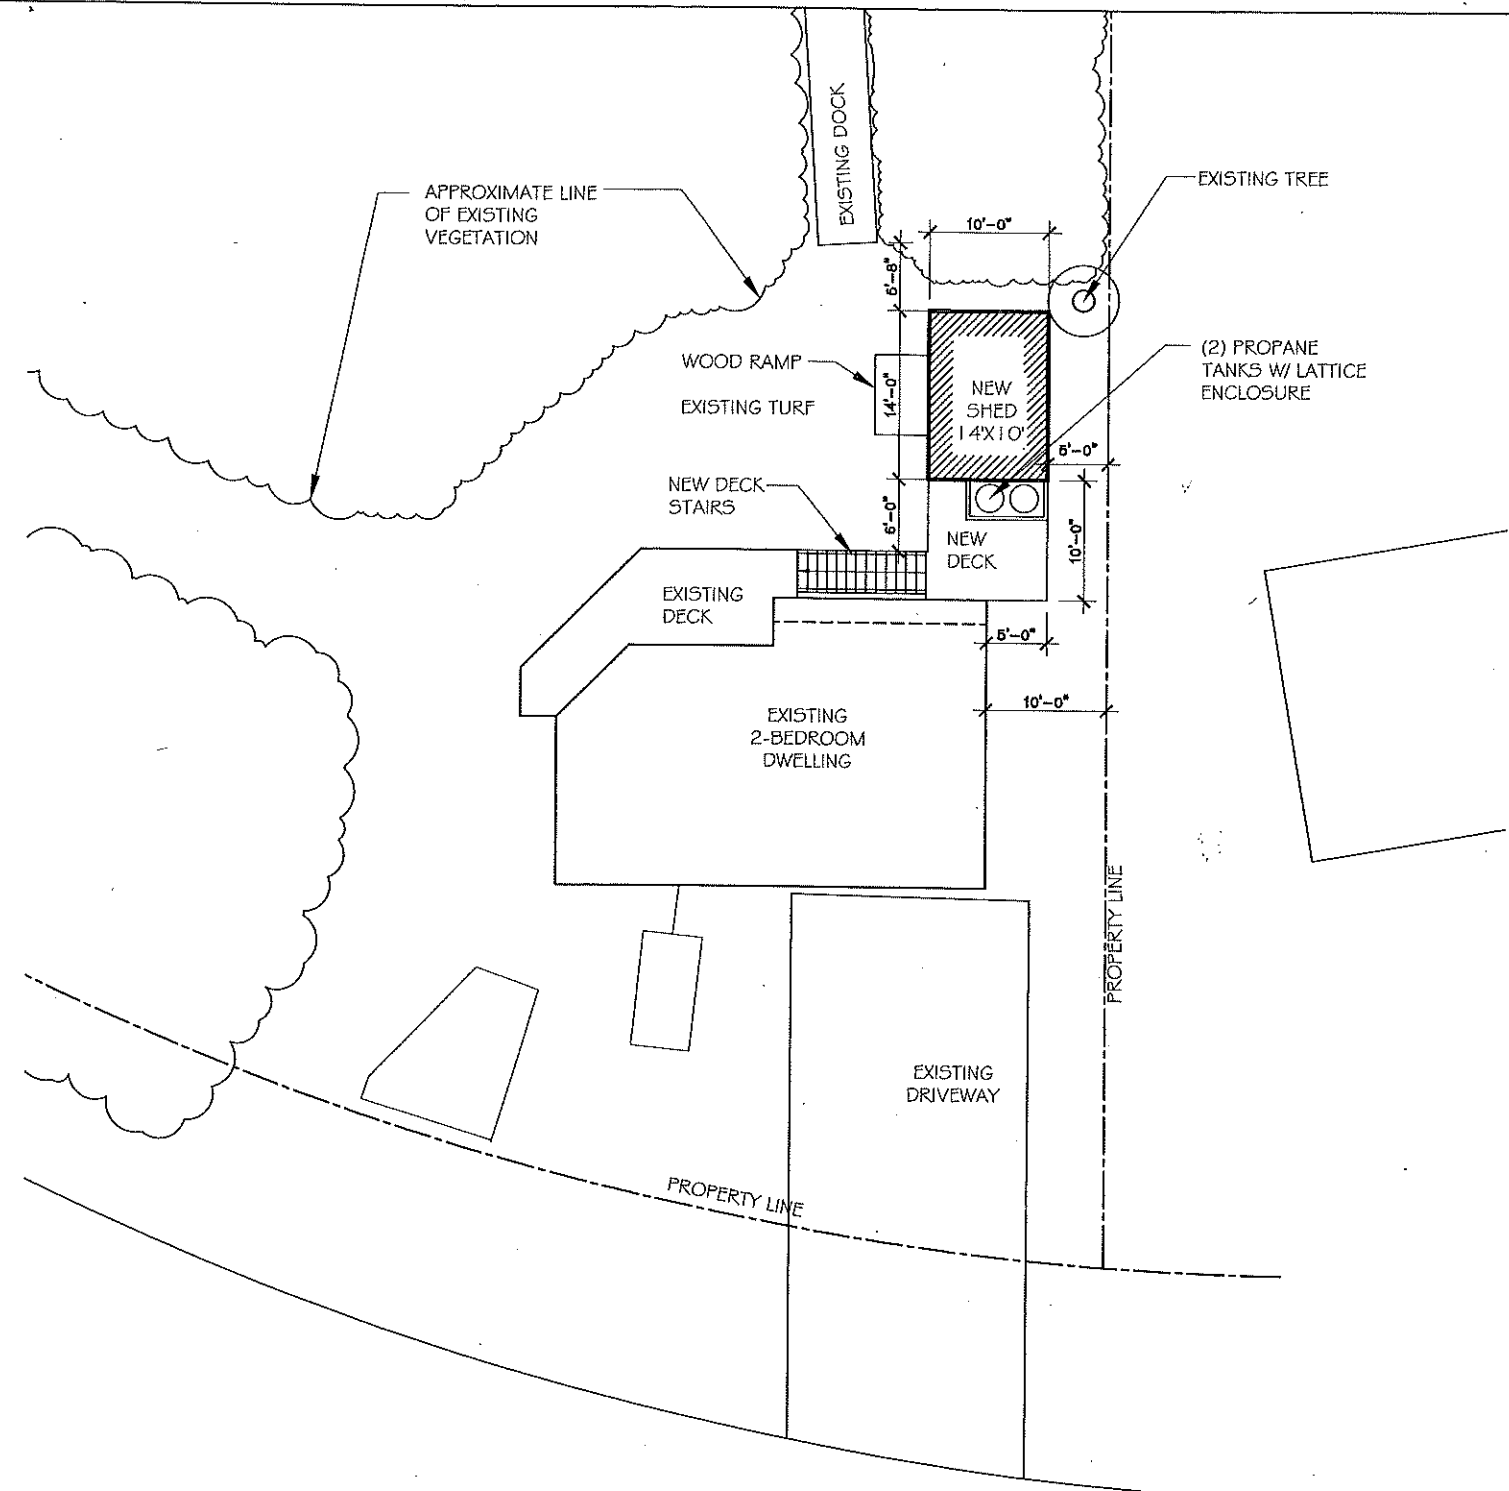 EXISTING DOCK
APPROXIMATE LINE
OF EXISTING
VEGETATION
EXISTING TREE
10'-0"
5'-8"
WOOD RAMP
(2) PROPANE
TANKS W/ LATTICE
ENCLOSURE
EXISTING TURF
14'-0"
NEW
SHED
14'X10'
5'-0"
NEW DECK
STAIRS
6'-0"
NEW
DECK
10'-0"
EXISTING
DECK
5'-0"
10'-0"
EXISTING
2-BEDROOM
DWELLING
PROPERTY LINE
EXISTING
DRIVEWAY
PROPERTY LINE